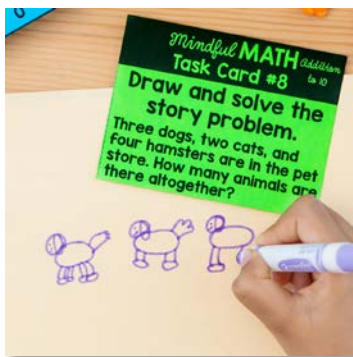 Mindful MATH Addition to 10
Task Card #8
Draw and solve the
story problem.
Three dogs, two cats, and
four hamsters are in the pet
store. How many animals are
there altogether?